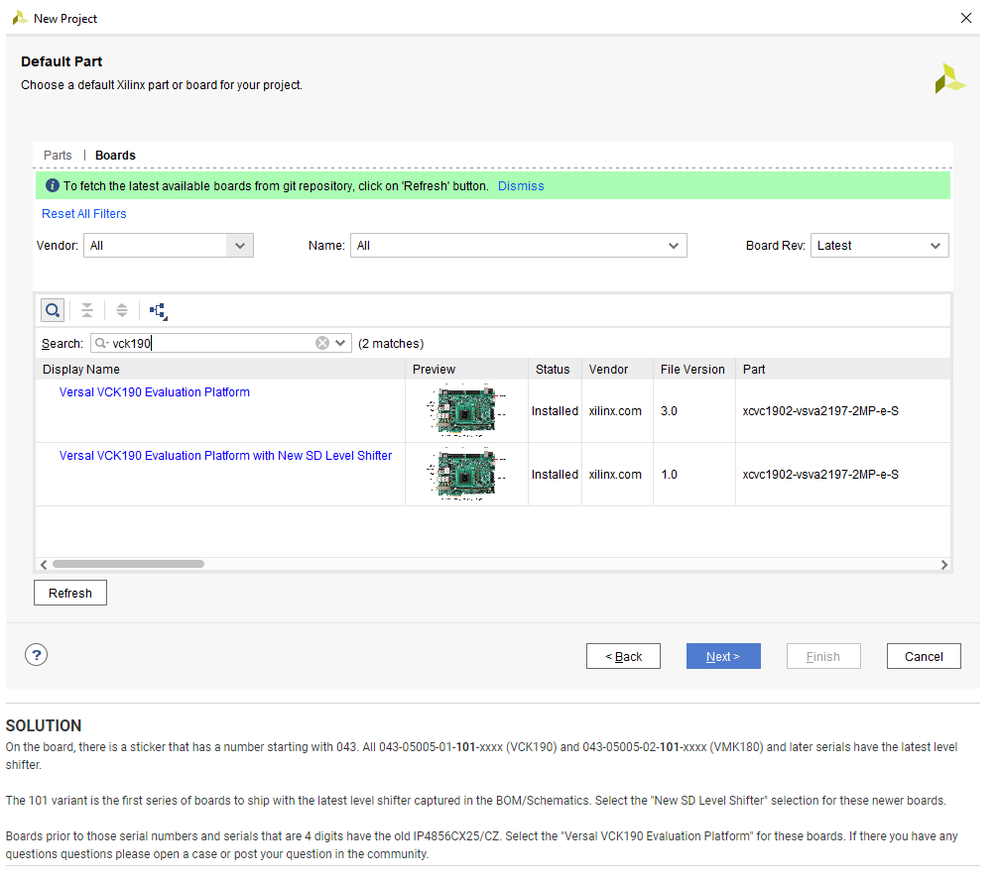 New Project
Default Part
Choose a default Xilinx part or board for your project.
Parts | Boards
To fetch the latest available boards from git repository, click on 'Refresh' button. Dismiss
Reset All Filters
Vendor: All Name: All Board Rev: Latest
Search: vck190 (2 matches)
Display Name Preview Status Vendor File Version Part
Versal VCK190 Evaluation Platform Installed xilinx.com 3.0 xcvc1902-vsva2197-2MP-e-S
Versal VCK190 Evaluation Platform with New SD Level Shifter Installed xilinx.com 1.0 xcvc1902-vsva2197-2MP-e-S
Refresh
? < Back Next > Finish Cancel
SOLUTION
On the board, there is a sticker that has a number starting with 043. All 043-05005-01-101-xxxx (VCK190) and 043-05005-02-101-xxxx (VMK180) and later serials have the latest level
shifter.
The 101 variant is the first series of boards to ship with the latest level shifter captured in the BOM/Schematics. Select the "New SD Level Shifter" selection for these newer boards.
Boards prior to those serial numbers and serials that are 4 digits have the old IP4856CX25/CZ. Select the "Versal VCK190 Evaluation Platform" for these boards. If there you have any
questions questions please open a case or post your question in the community.